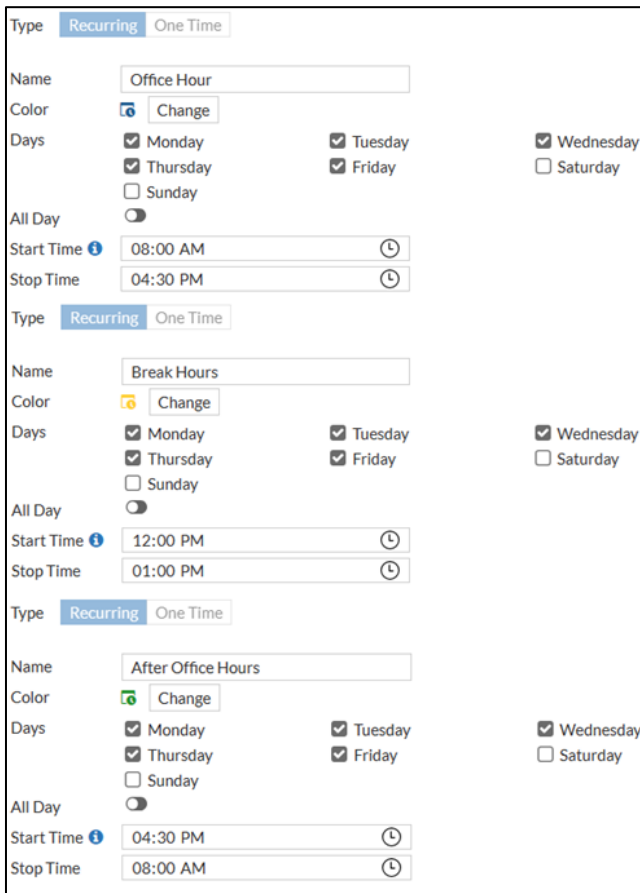 Type Recurring One Time
Name Office Hour
Color Change
Days Monday Tuesday Wednesday
Thursday Friday Saturday
Sunday
All Day
Start Time 08:00 AM
Stop Time 04:30 PM
Type Recurring One Time
Name Break Hours
Color Change
Days Monday Tuesday Wednesday
Thursday Friday Saturday
Sunday
All Day
Start Time 12:00 PM
Stop Time 01:00 PM
Type Recurring One Time
Name After Office Hours
Color Change
Days Monday Tuesday Wednesday
Thursday Friday Saturday
Sunday
All Day
Start Time 04:30 PM
Stop Time 08:00 AM